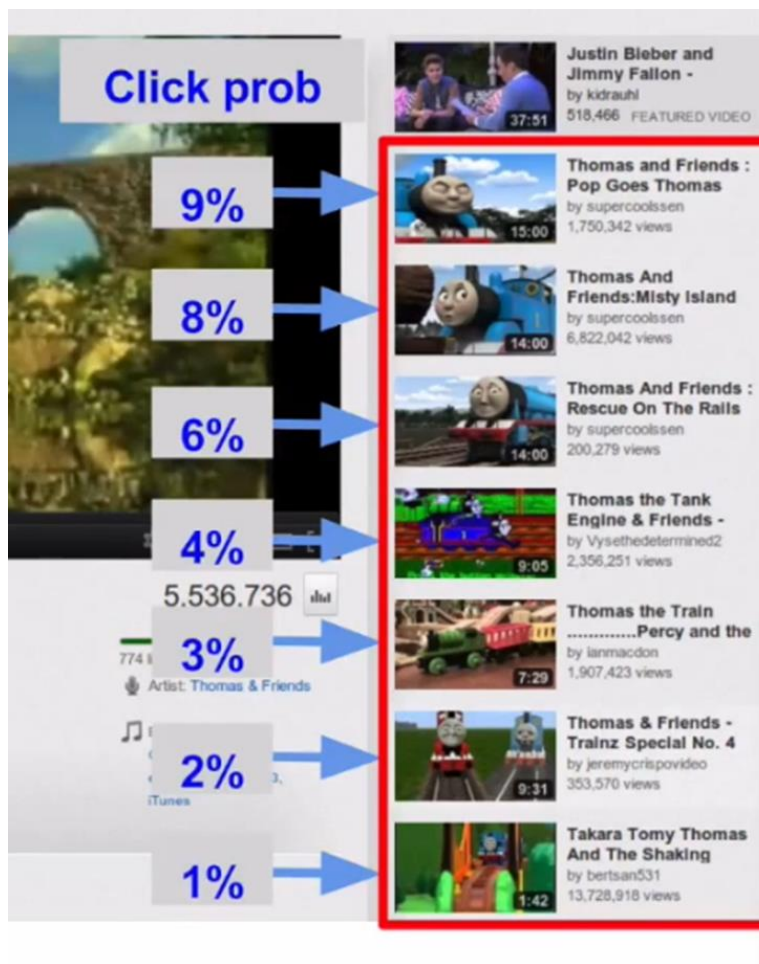 Click prob
9%
8%
6%
4%
5.536.736
3%
774
Artist: Thomas & Friends
2%
iTunes
1%
Justin Bieber and
Jimmy Fallon -
by kidrauhl
518,466 FEATURED VIDEO
37:51
Thomas and Friends :
Pop Goes Thomas
by supercoolssen
1,750,342 views
15:00
Thomas And
Friends:Misty Island
by supercoolssen
6,822,042 views
14:00
Thomas And Friends :
Rescue On The Rails
by supercoolssen
200,279 views
14:00
Thomas the Tank
Engine & Friends -
by Vysethedetermined2
2,356,251 views
9:05
Thomas the Train
.............Percy and the
by ianmacdon
1,907,423 views
7:29
Thomas & Friends -
Trainz Special No. 4
by jeremycrispovideo
353,570 views
9:31
Takara Tomy Thomas
And The Shaking
by bertsan531
13,728,918 views
1:42